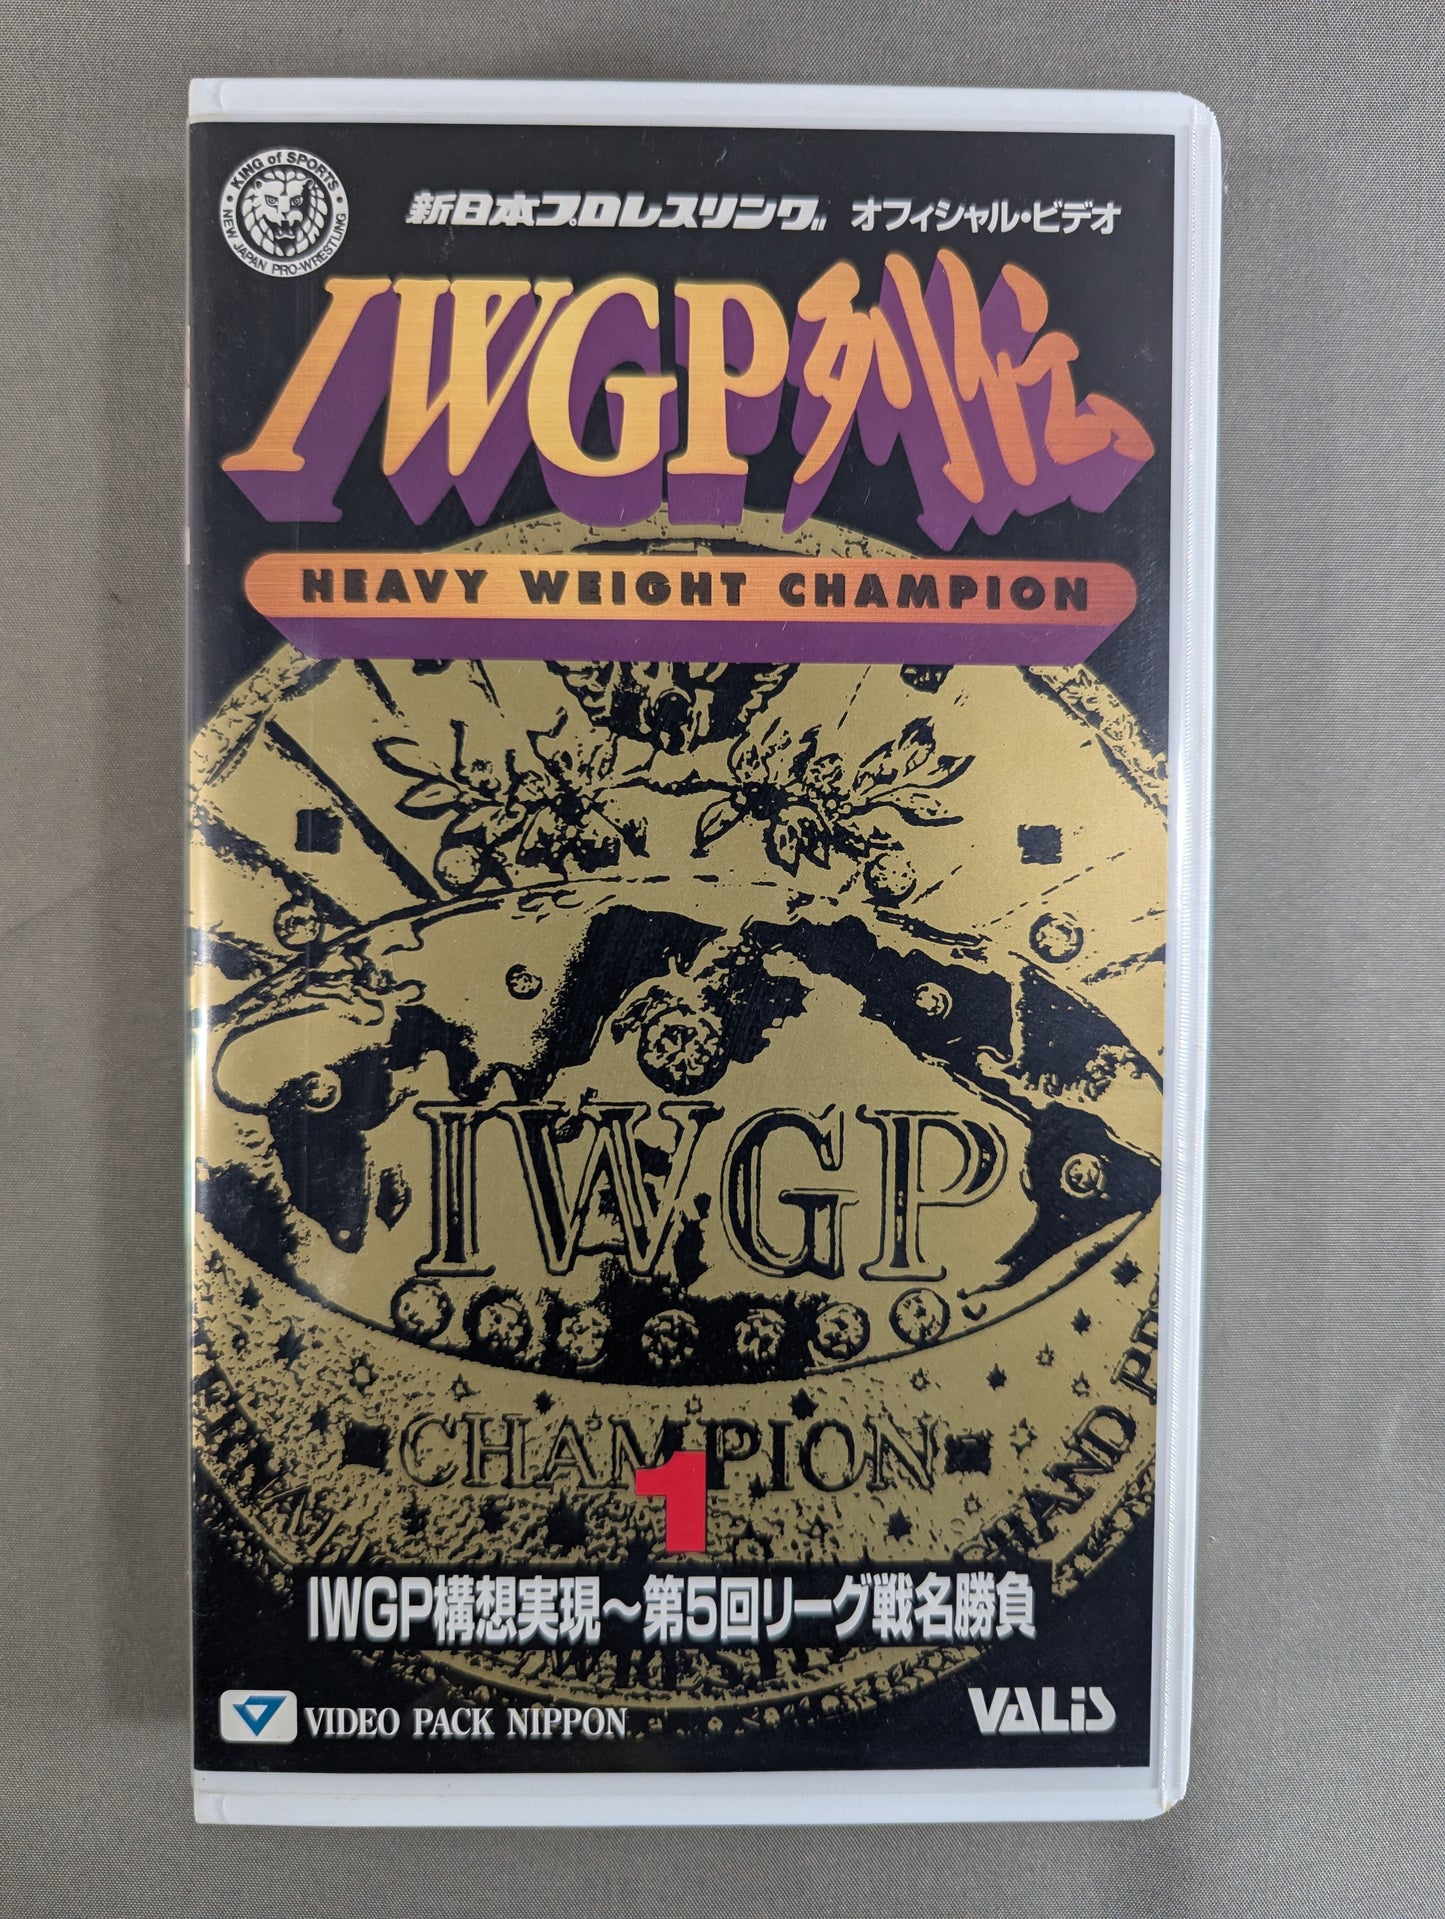 KING of SPORTS
NEW JAPAN PRO-WRESTLING
新日本プロレスリング オフィシャル・ビデオ
IWGP烈伝
HEAVY WEIGHT CHAMPION
IWGP
CHAMPION
GRAND PR
1
IWGP構想実現～第5回リーグ戦名勝負
VIDEO PACK NIPPON
VALiS